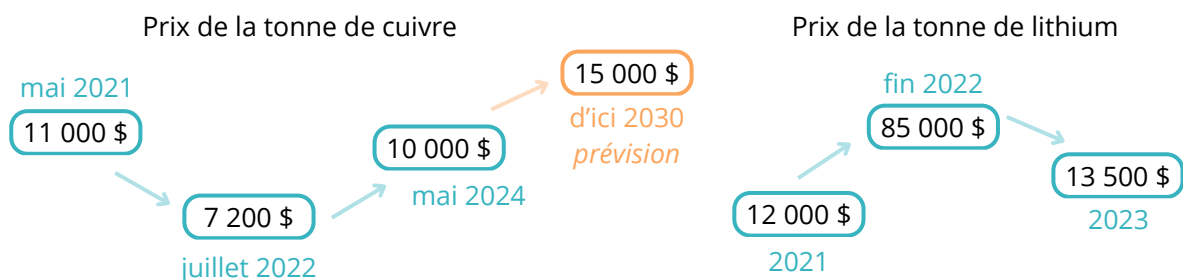 Prix de la tonne de cuivre
mai 2021
11 000 $
7 200 $
juillet 2022
10 000 $
mai 2024
15 000 $
d'ici 2030
prévision
Prix de la tonne de lithium
12 000 $
2021
fin 2022
85 000 $
13 500 $
2023